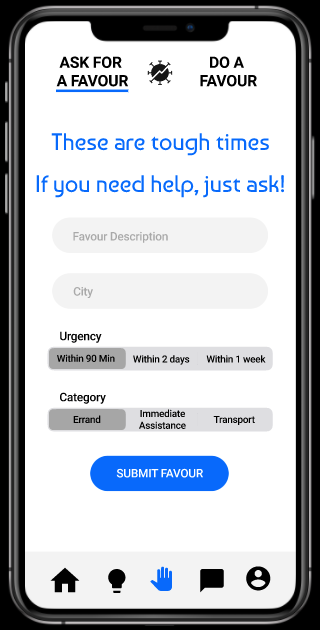 ASK FOR
A FAVOUR
DO A
FAVOUR
These are tough times
If you need help, just ask!
Favour Description
City
Urgency
Within 90 Min Within 2 days Within 1 week
Category
Errand Immediate Assistance Transport
SUBMIT FAVOUR